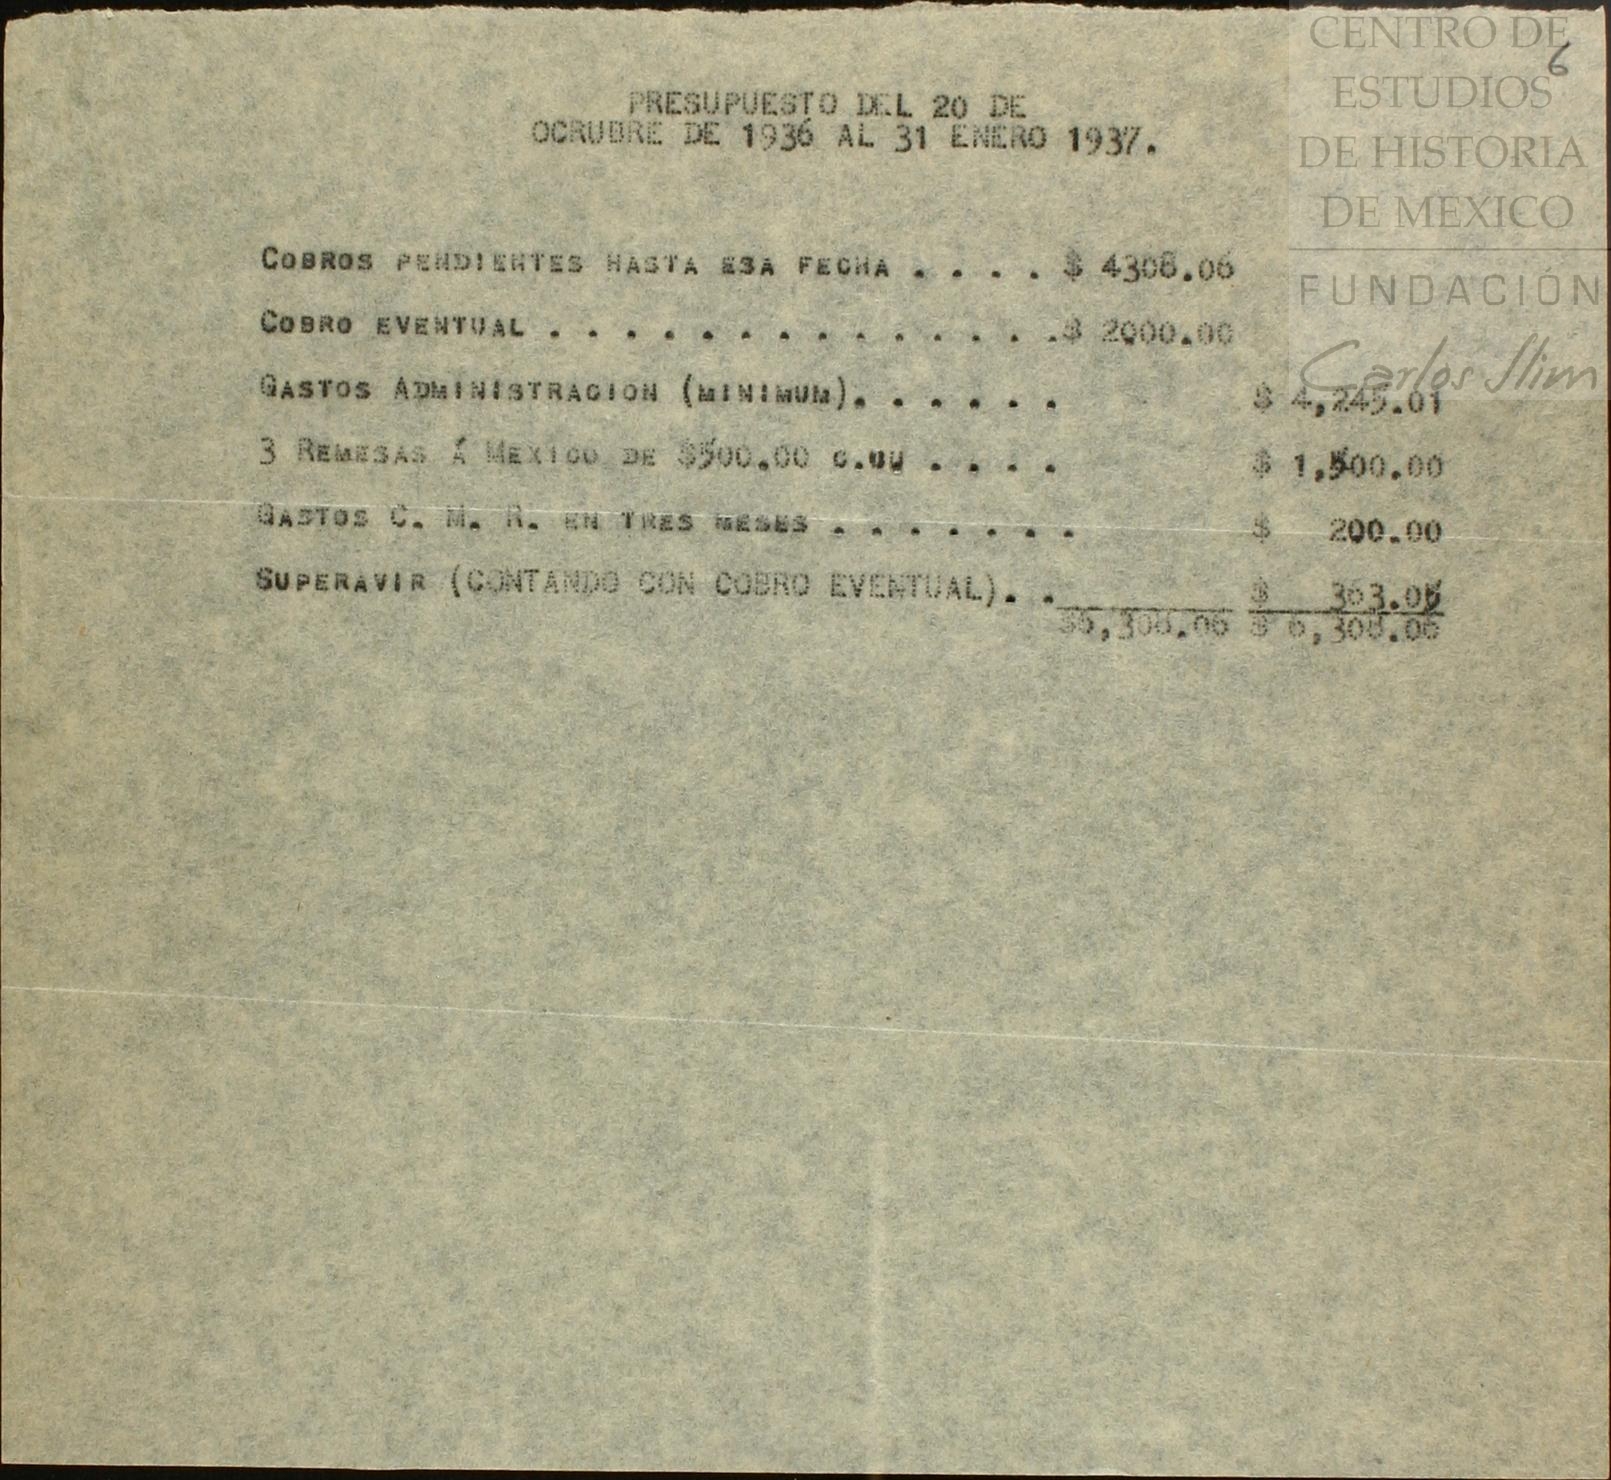 CENTRO DE
6
ESTUDIOS
DE HISTORIA
DE MEXICO
FUNDACIÓN
Carlos Slim
PRESUPUESTO DEL 20 DE
OCRUBRE DE 1936 AL 31 ENERO 1937.
COBROS PENDIENTES HASTA ESA FECHA . . . . $ 4308.06
COBRO EVENTUAL . . . . . . . . . . . . . . $ 2000.00
GASTOS ADMINISTRACION (MINIMUM). . . . . . $ 4,245.01
3 REMESAS Á MEXICO DE $500.00 C.UU . . . . $ 1,500.00
GASTOS C. M. R. EN TRES MESES . . . . . . . $ 200.00
SUPERAVIR (CONTANDO CON COBRO EVENTUAL). . $ 363.05
$6,308.06 $ 6,308.06